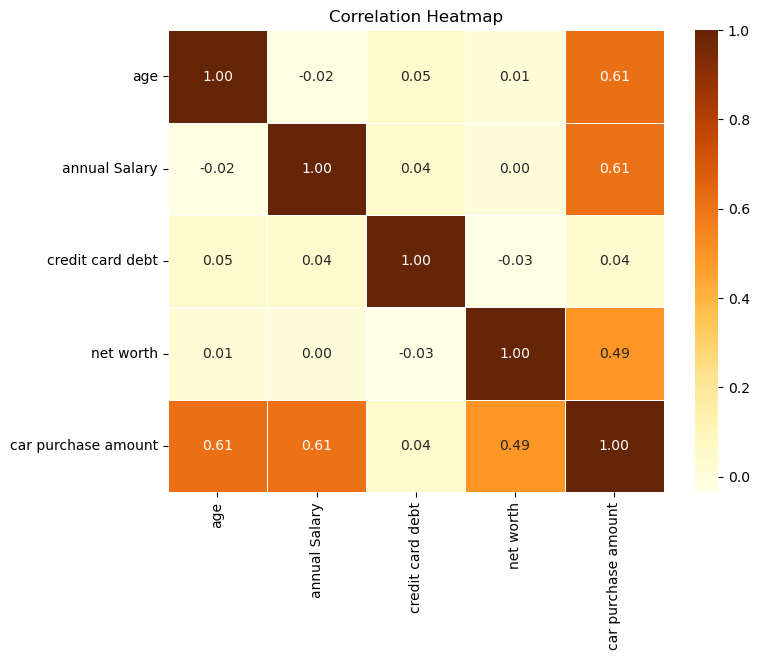 Correlation Heatmap
age 1.00 -0.02 0.05 0.01 0.61
annual Salary -0.02 1.00 0.04 0.00 0.61
credit card debt 0.05 0.04 1.00 -0.03 0.04
net worth 0.01 0.00 -0.03 1.00 0.49
car purchase amount 0.61 0.61 0.04 0.49 1.00
age
annual Salary
credit card debt
net worth
car purchase amount
1.0
0.8
0.6
0.4
0.2
0.0